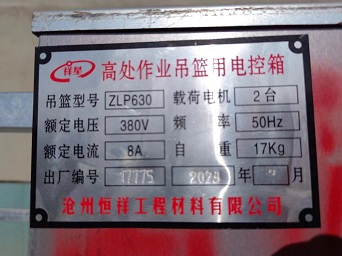 祥星 高处作业吊篮用电控箱
吊篮型号 ZLP630 载荷电机 2台
额定电压 380V 频率 50Hz
额定电流 8A 自重 17Kg
出厂编号 17775 2023 年 月
沧州恒祥工程材料有限公司